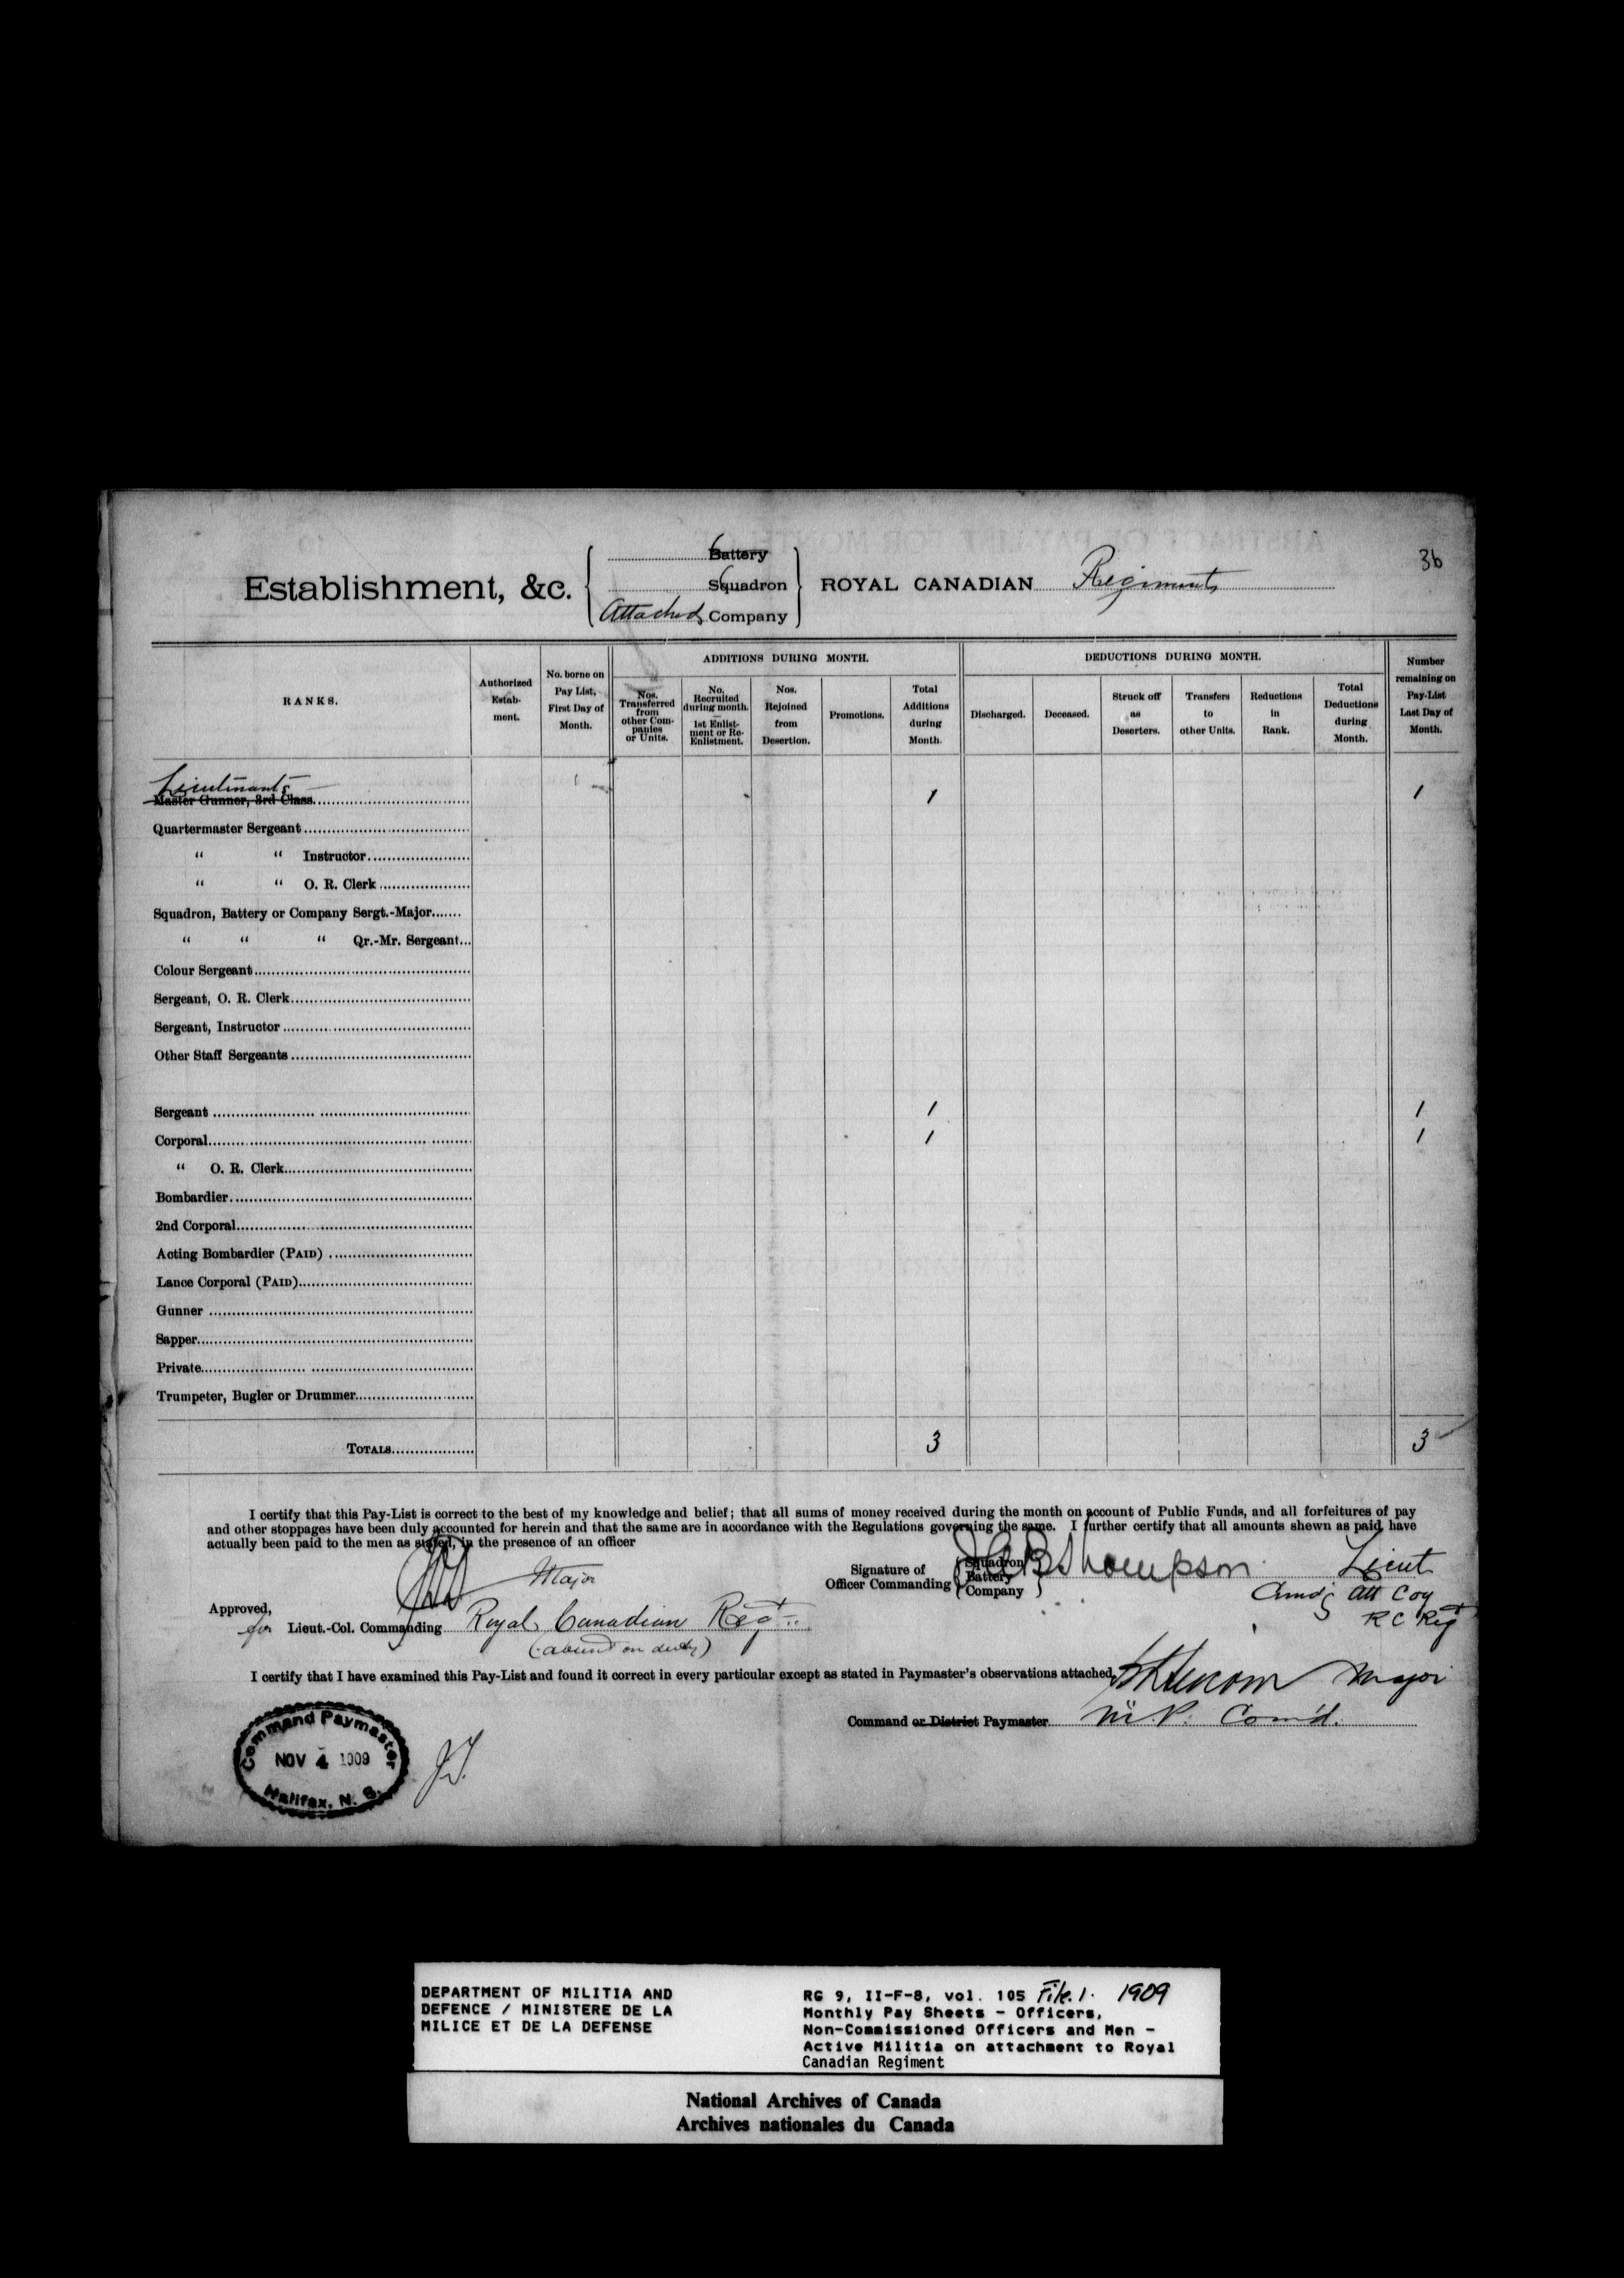 36
Battery
Establishment, &c. Squadron ROYAL CANADIAN Regiment
Attached Company
RANKS.
Authorized Estab- ment.
No. borne on Pay List, First Day of Month.
ADDITIONS DURING MONTH.
Nos. Transferred from other Com- panies or Units.
No. Recruited during month. — 1st Enlist- ment or Re- Enlistment.
Nos. Rejoined from Desertion.
Promotions.
Total Additions during Month.
DEDUCTIONS DURING MONTH.
Discharged.
Deceased.
Struck off as Deserters.
Transfers to other Units.
Reductions in Rank.
Total Deductions during Month.
Number remaining on Pay-List Last Day of Month.
Lieutenants
Master Gunner, 3rd Class 1 1
Quartermaster Sergeant
" " Instructor
" " O. R. Clerk
Squadron, Battery or Company Sergt.-Major
" " " Qr.-Mr. Sergeant
Colour Sergeant
Sergeant, O. R. Clerk
Sergeant, Instructor
Other Staff Sergeants
Sergeant 1 1
Corporal 1 1
" O. R. Clerk
Bombardier
2nd Corporal
Acting Bombardier (PAID)
Lance Corporal (PAID)
Gunner
Sapper
Private
Trumpeter, Bugler or Drummer
TOTALS 3 3
I certify that this Pay-List is correct to the best of my knowledge and belief; that all sums of money received during the month on account of Public Funds, and all forfeitures of pay
and other stoppages have been duly accounted for herein and that the same are in accordance with the Regulations governing the same. I further certify that all amounts shewn as paid, have
actually been paid to the men as stated, in the presence of an officer
Major
Signature of Officer Commanding Squadron Battery Company Thompson Lieut
Cmdg Att Coy
R C Regt
Approved,
for Lieut.-Col. Commanding Royal Canadian Regt
(absent on duty)
I certify that I have examined this Pay-List and found it correct in every particular except as stated in Paymaster's observations attached, Major
Command or District Paymaster M.P. Com'd.
Command Paymaster
NOV 4 1909
Halifax, N. S.
DEPARTMENT OF MILITIA AND
DEFENCE / MINISTERE DE LA
MILICE ET DE LA DEFENSE
RG 9, II-F-8, vol. 105 File. 1. 1909
Monthly Pay Sheets - Officers,
Non-Commissioned Officers and Men -
Active Militia on attachment to Royal
Canadian Regiment
National Archives of Canada
Archives nationales du Canada